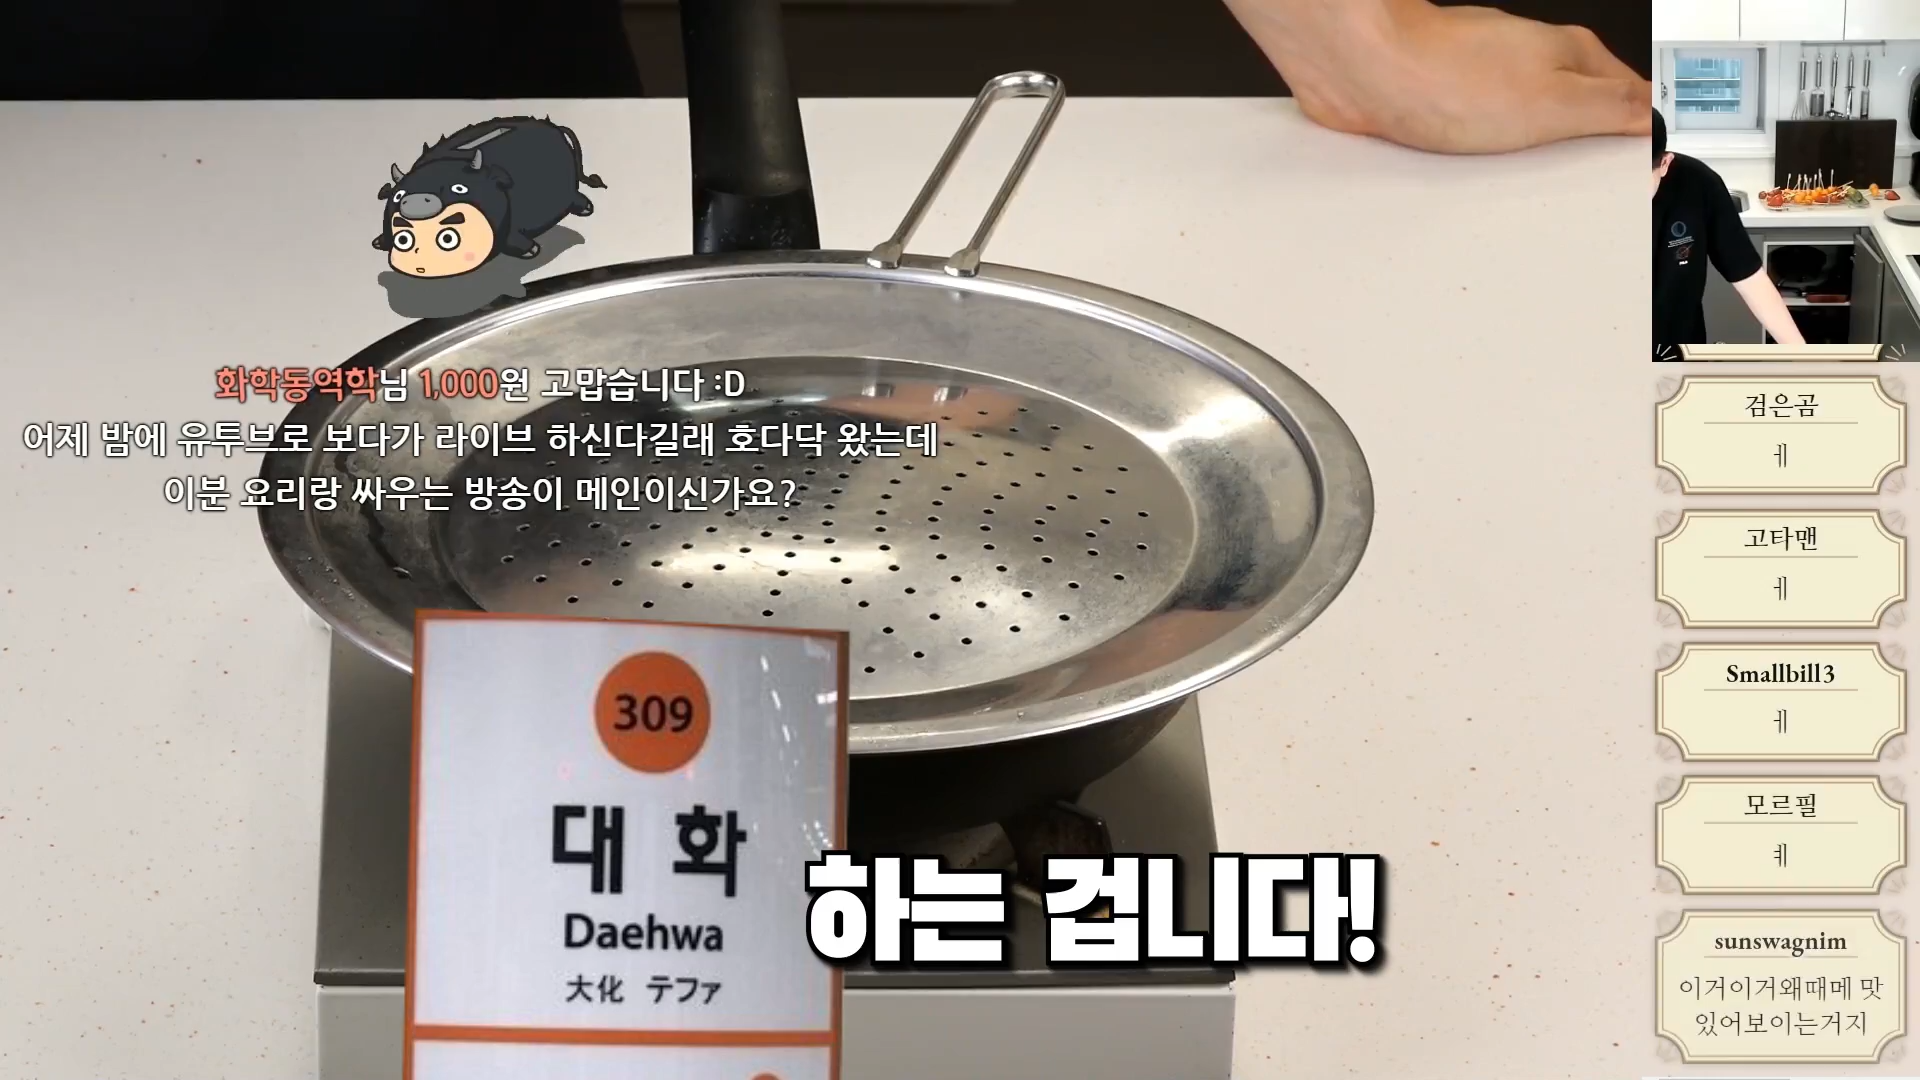 화학동역학님 1,000원 고맙습니다 :D
어제 밤에 유투브로 보다가 라이브 하신다길래 호다닥 왔는데
이분 요리랑 싸우는 방송이 메인이신가요?
309
대 화
Daehwa
大化 テファ
하는 겁니다!
검은곰
ㅔ
고타맨
ㅔ
Smallbill3
ㅔ
모르필
ㅖ
sunswagnim
이거이거왜때메 맛
있어보이는거지